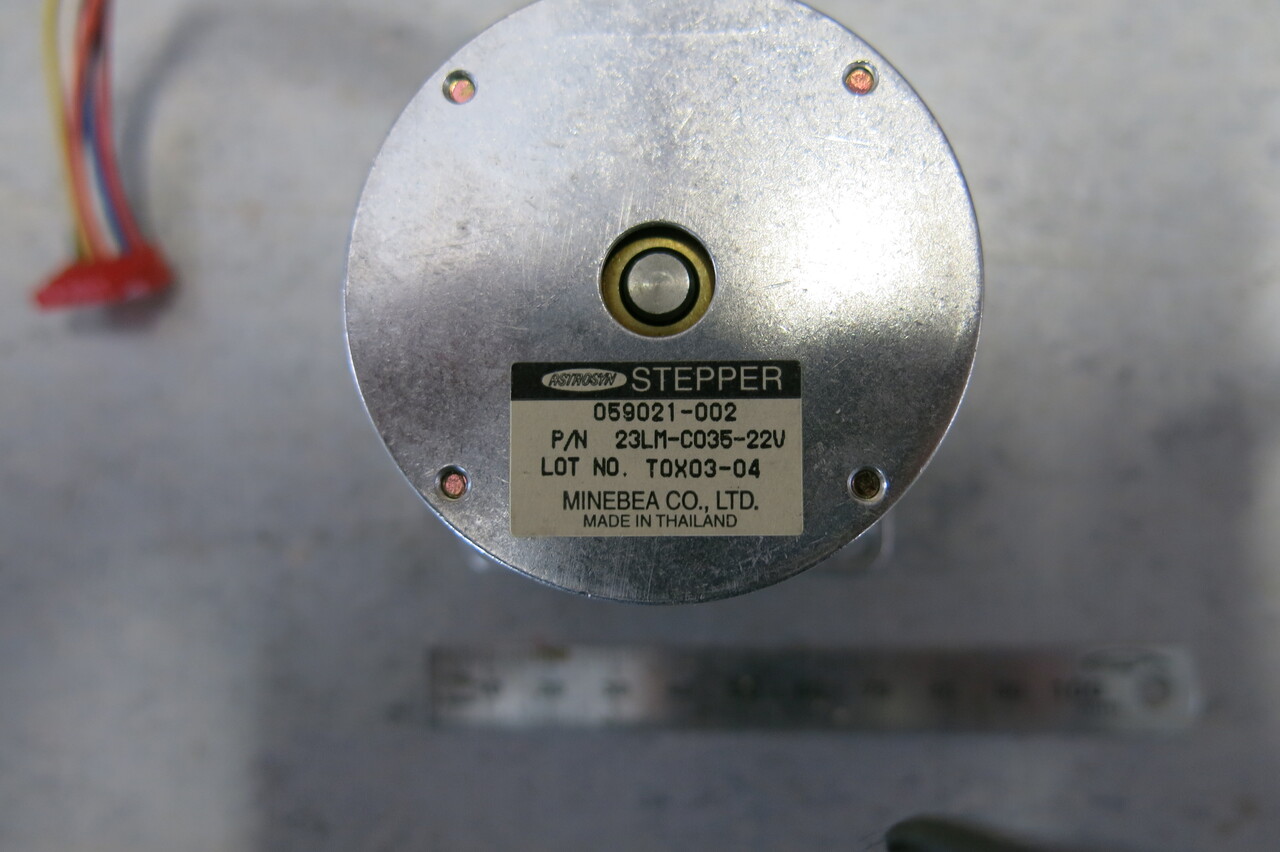 ASTROSYN STEPPER
059021-002
P/N 23LM-C035-22V
LOT NO. T0X03-04
MINEBEA CO., LTD.
MADE IN THAILAND